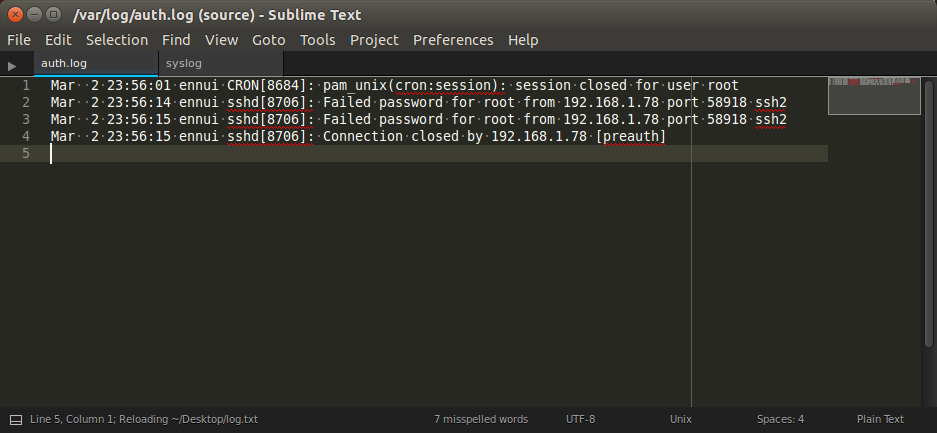 /var/log/auth.log (source) - Sublime Text
File Edit Selection Find View Goto Tools Project Preferences Help
auth.log syslog
1 Mar  2 23:56:01 ennui CRON[8684]: pam_unix(cron:session): session closed for user root
2 Mar  2 23:56:14 ennui sshd[8706]: Failed password for root from 192.168.1.78 port 58918 ssh2
3 Mar  2 23:56:15 ennui sshd[8706]: Failed password for root from 192.168.1.78 port 58918 ssh2
4 Mar  2 23:56:15 ennui sshd[8706]: Connection closed by 192.168.1.78 [preauth]
5
Line 5, Column 1; Reloading ~/Desktop/log.txt 7 misspelled words UTF-8 Unix Spaces: 4 Plain Text